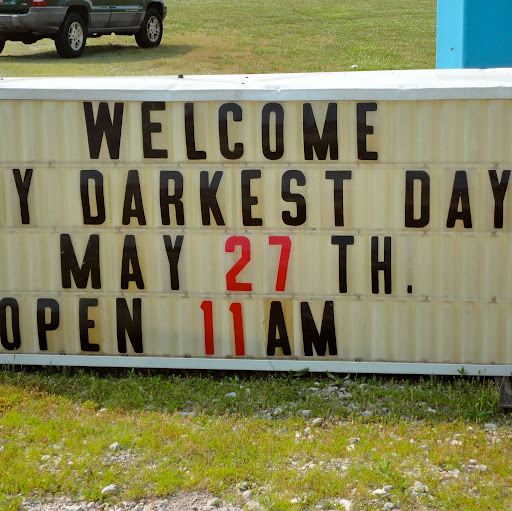 WELCOME
Y DARKEST DAY
MAY 27 TH.
OPEN 11 AM